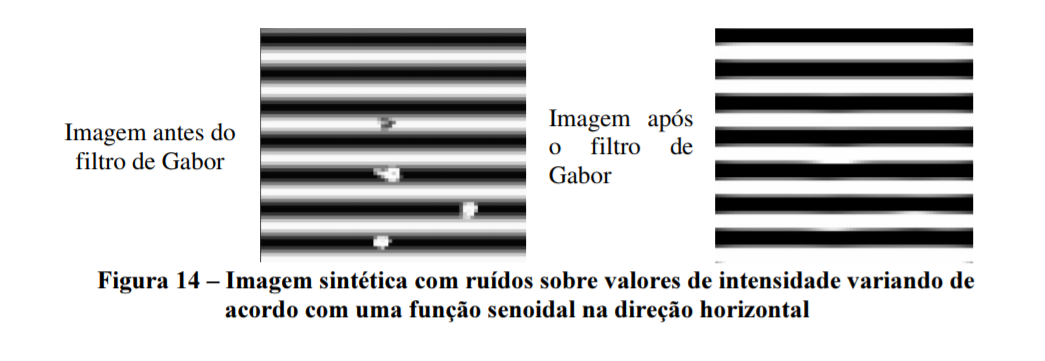 Imagem antes do
filtro de Gabor
Imagem após
o filtro de
Gabor
Figura 14 – Imagem sintética com ruídos sobre valores de intensidade variando de
acordo com uma função senoidal na direção horizontal